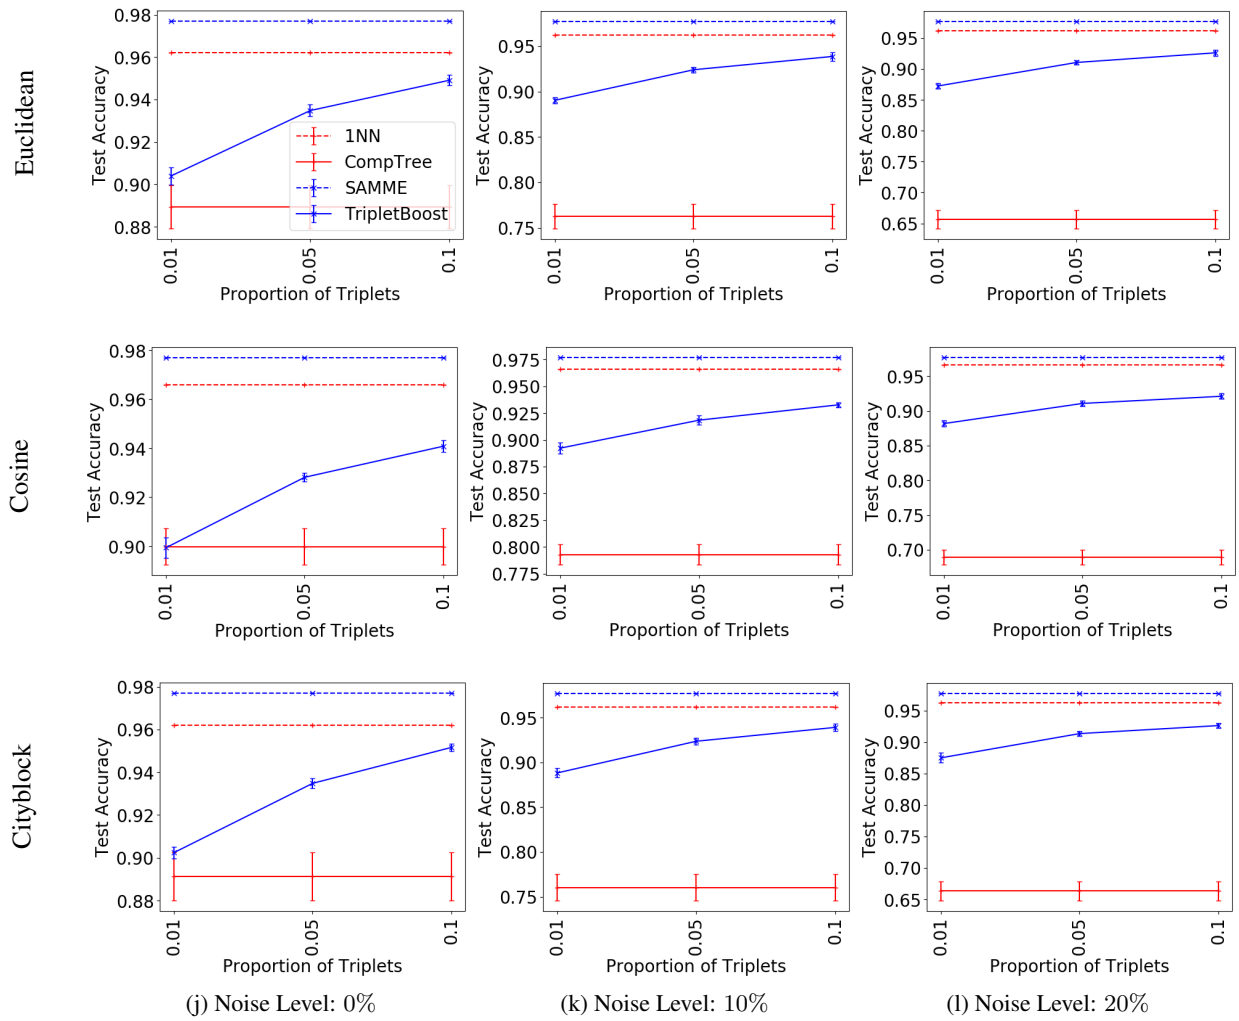 Euclidean
Test Accuracy
0.98
0.96
0.94
0.92
0.90
0.88
0.01
0.05
0.1
Proportion of Triplets
1NN
CompTree
SAMME
TripletBoost
Test Accuracy
0.95
0.90
0.85
0.80
0.75
0.01
0.05
0.1
Proportion of Triplets
Test Accuracy
0.95
0.90
0.85
0.80
0.75
0.70
0.65
0.01
0.05
0.1
Proportion of Triplets
Cosine
Test Accuracy
0.98
0.96
0.94
0.92
0.90
0.01
0.05
0.1
Proportion of Triplets
Test Accuracy
0.975
0.950
0.925
0.900
0.875
0.850
0.825
0.800
0.775
0.01
0.05
0.1
Proportion of Triplets
Test Accuracy
0.95
0.90
0.85
0.80
0.75
0.70
0.01
0.05
0.1
Proportion of Triplets
Cityblock
Test Accuracy
0.98
0.96
0.94
0.92
0.90
0.88
0.01
0.05
0.1
Proportion of Triplets
Test Accuracy
0.95
0.90
0.85
0.80
0.75
0.01
0.05
0.1
Proportion of Triplets
Test Accuracy
0.95
0.90
0.85
0.80
0.75
0.70
0.65
0.01
0.05
0.1
Proportion of Triplets
(j) Noise Level: 0%
(k) Noise Level: 10%
(l) Noise Level: 20%